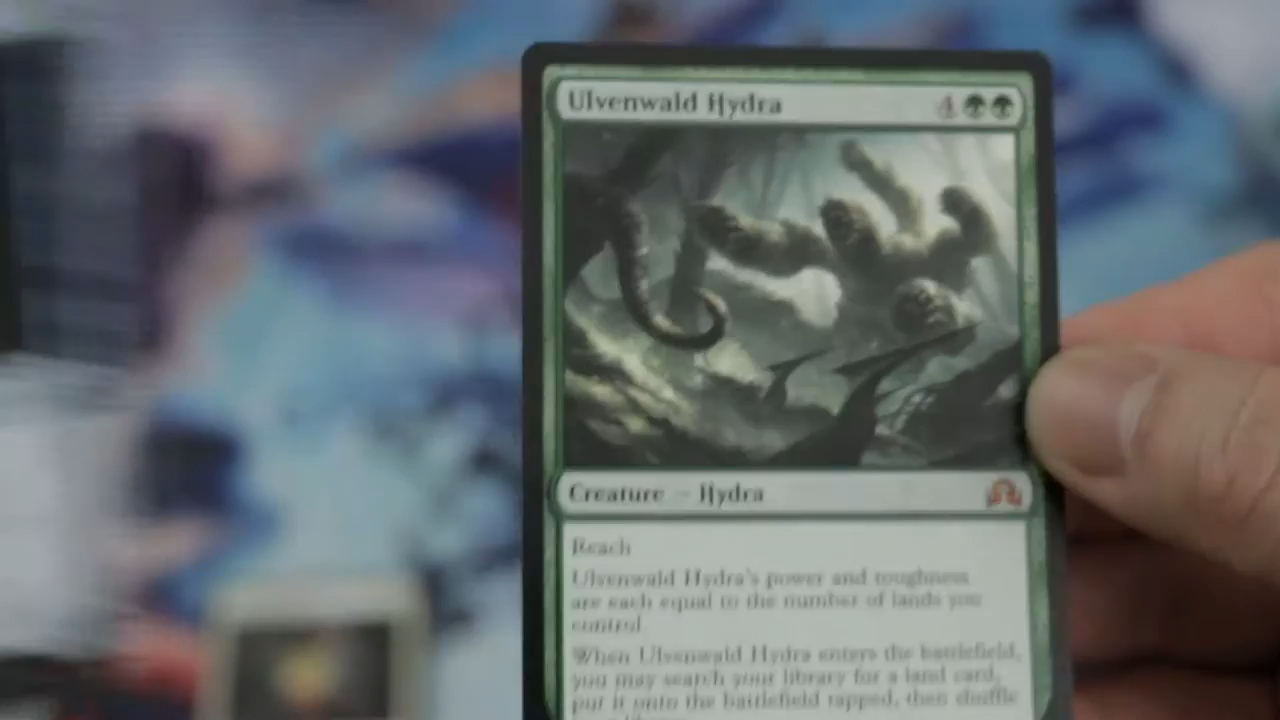 Ulvenwald Hydra 4
Creature — Hydra
Reach
Ulvenwald Hydra's power and toughness
are each equal to the number of lands you
control.
When Ulvenwald Hydra enters the battlefield,
you may search your library for a land card,
put it onto the battlefield tapped, then shuffle